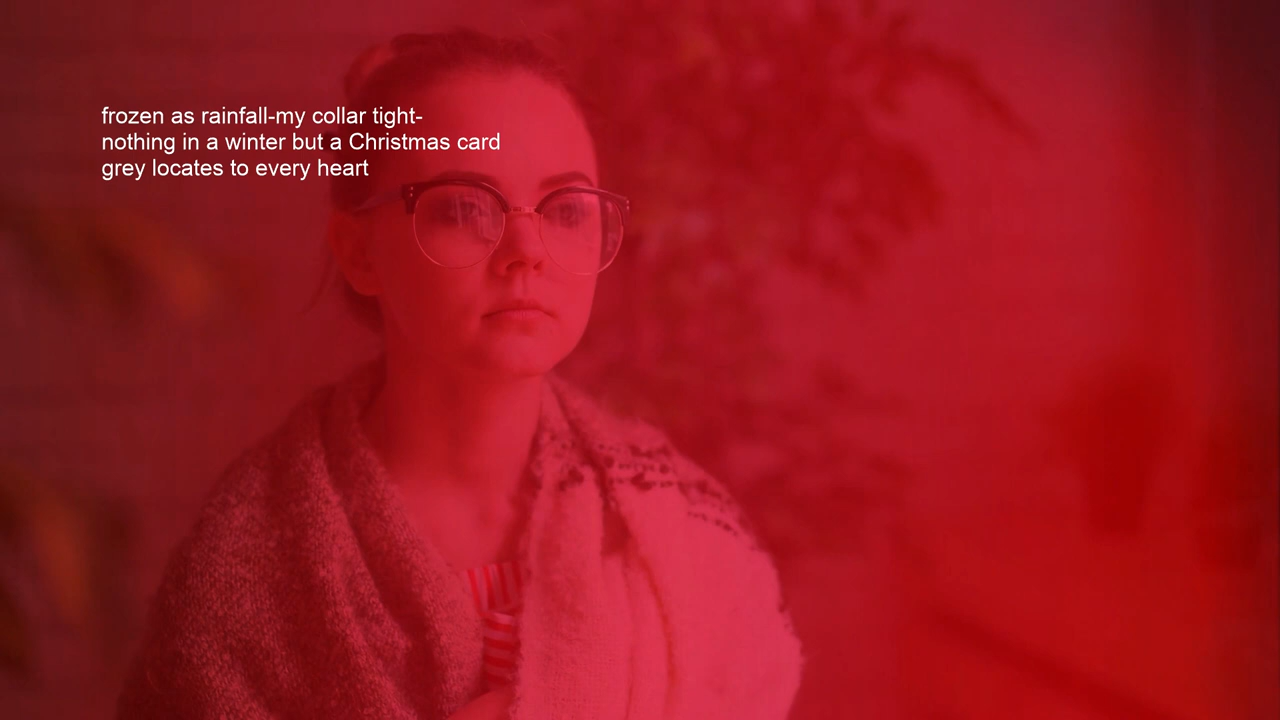 frozen as rainfall-my collar tight-
nothing in a winter but a Christmas card
grey locates to every heart